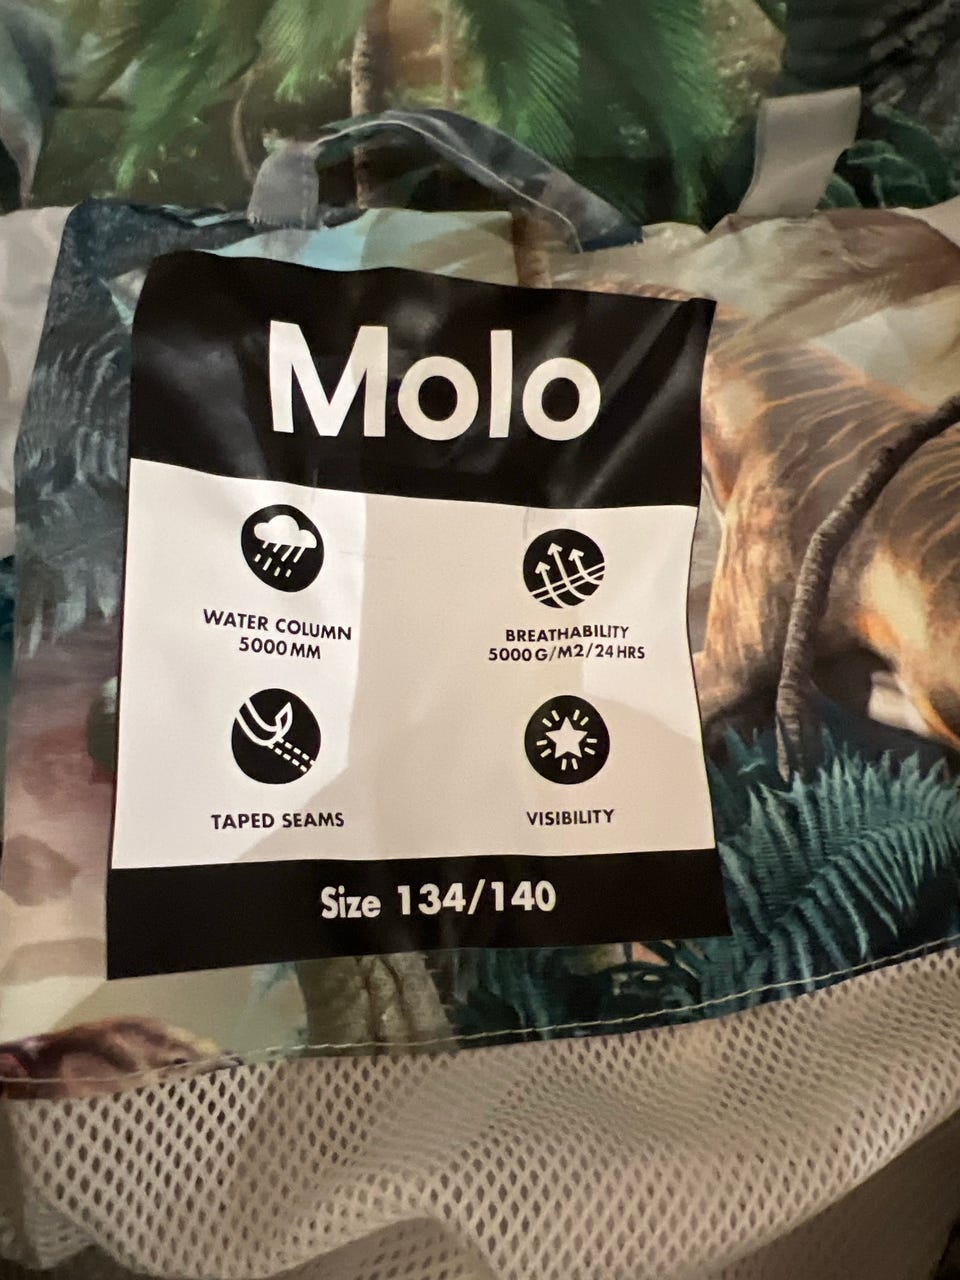 Molo
WATER COLUMN
5000 MM
BREATHABILITY
5000 G/M2/24 HRS
TAPED SEAMS
VISIBILITY
Size 134/140